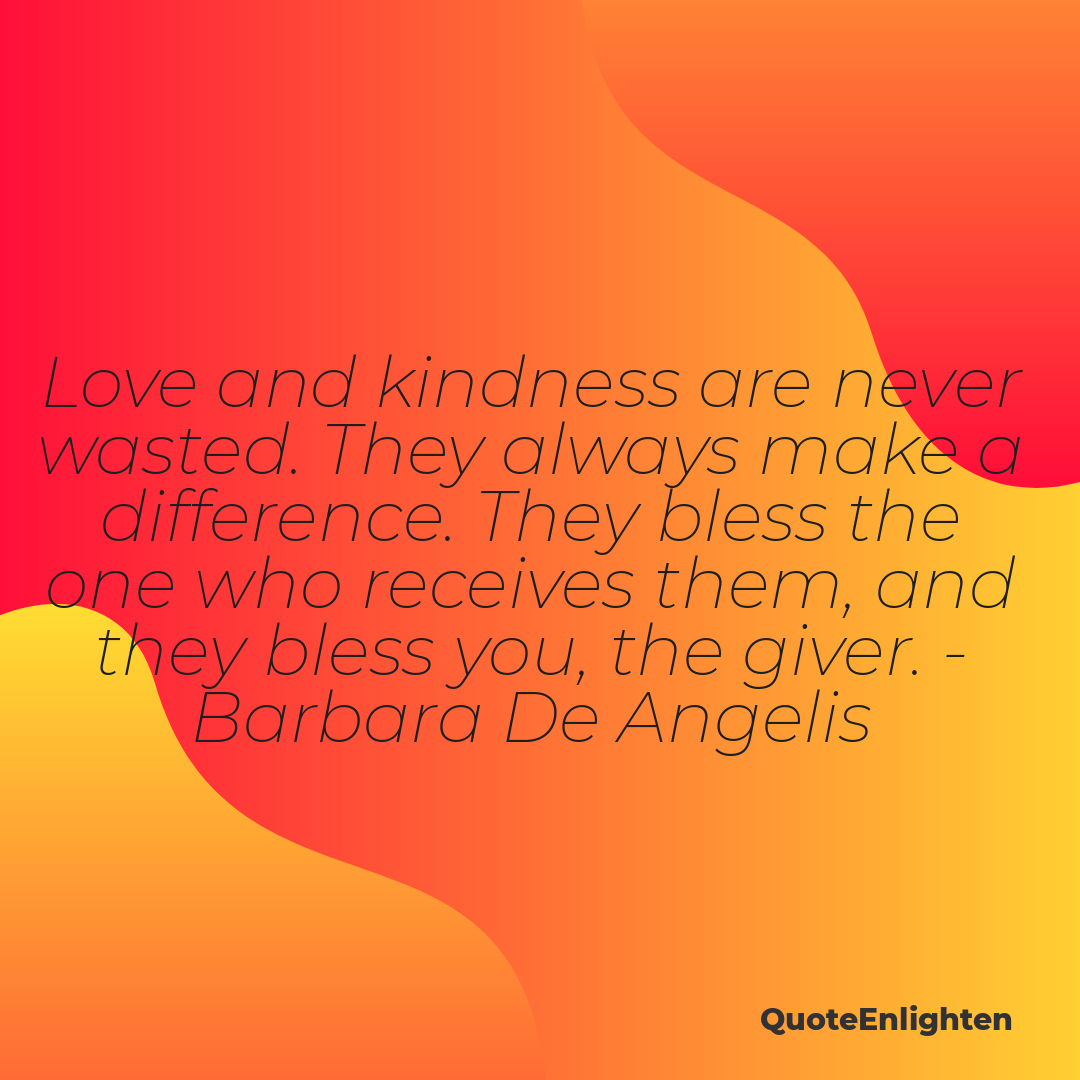 Love and kindness are never
wasted. They always make a
difference. They bless the
one who receives them, and
they bless you, the giver. -
Barbara De Angelis
QuoteEnlighten